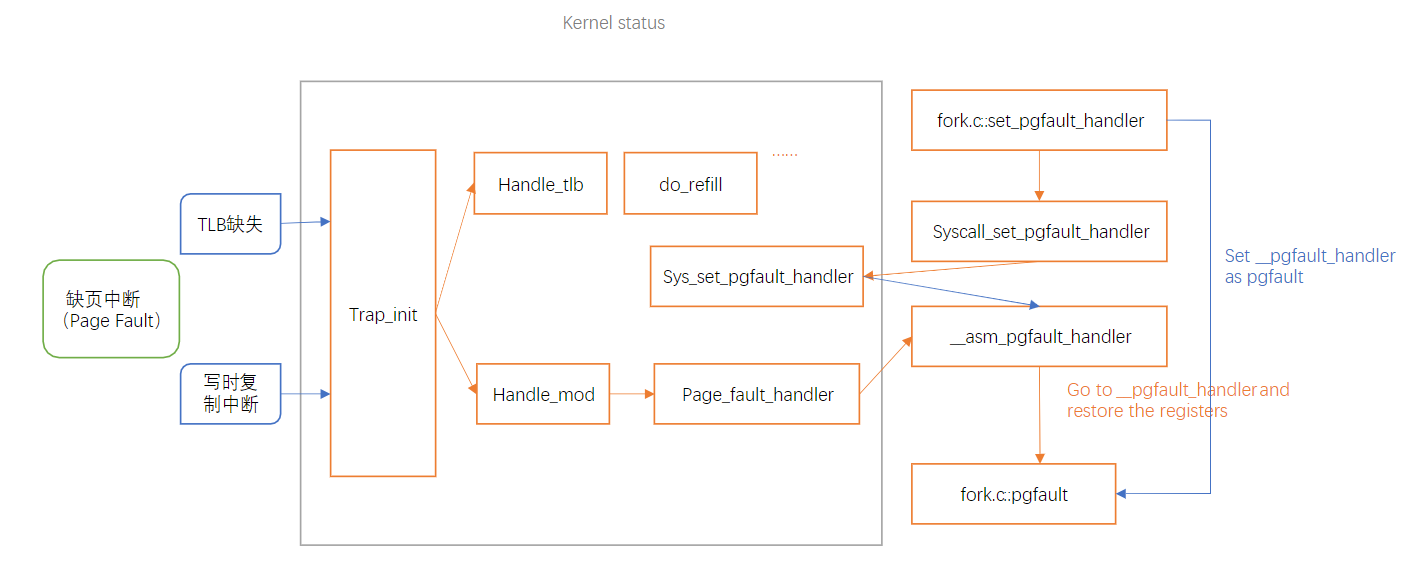 Kernel status
fork.c::set_pgfault_handler
……
Handle_tlb
do_refill
TLB缺失
Syscall_set_pgfault_handler
Set __pgfault_handler
as pgfault
Sys_set_pgfault_handler
缺页中断
（Page Fault）
Trap_init
__asm_pgfault_handler
写时复
制中断
Handle_mod
Page_fault_handler
Go to __pgfault_handler and
restore the registers
fork.c::pgfault